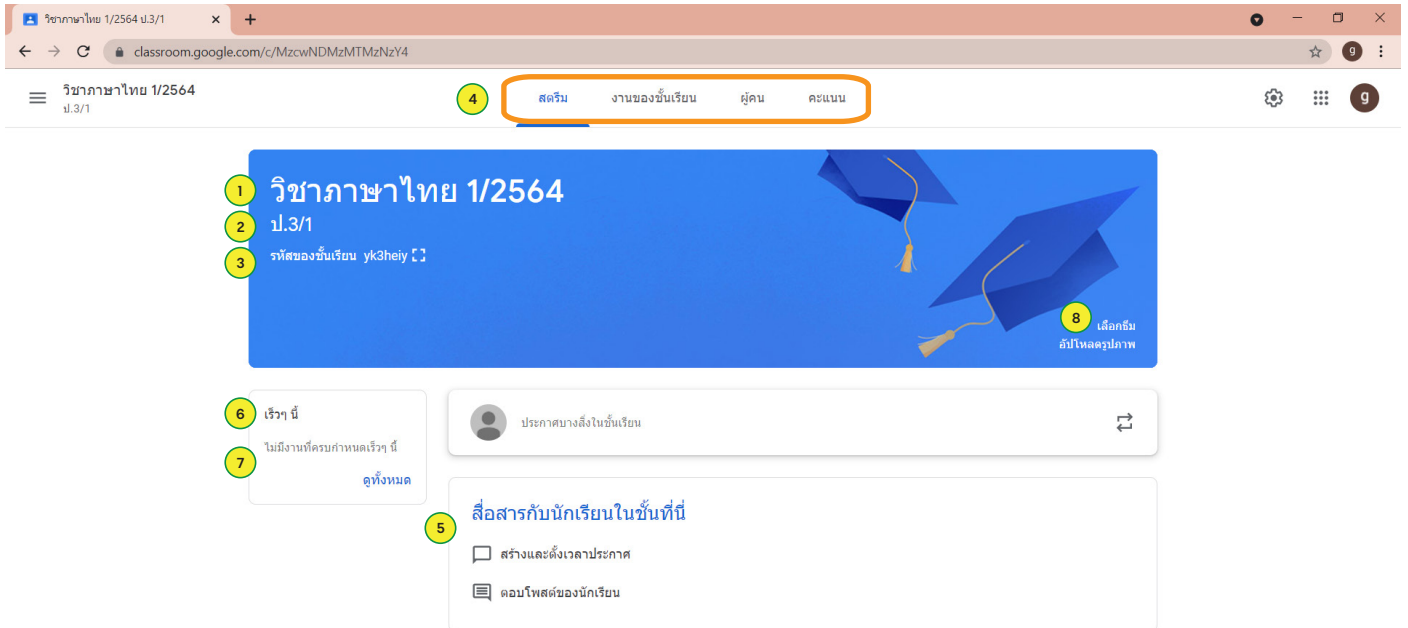 วิชาภาษาไทย 1/2564 ป.3/1
classroom.google.com/c/MzcwNDMzMTMzNzY4
g
วิชาภาษาไทย 1/2564
ป.3/1
4
สตรีม งานของชั้นเรียน ผู้คน คะแนน
g
1 วิชาภาษาไทย 1/2564
2 ป.3/1
3 รหัสของชั้นเรียน yk3heiy
8 เลือกธีม
อัปโหลดรูปภาพ
6 เร็วๆ นี้
ไม่มีงานที่ครบกำหนดเร็วๆ นี้
7
ดูทั้งหมด
ประกาศบางสิ่งในชั้นเรียน
สื่อสารกับนักเรียนในชั้นที่นี่
5
สร้างและตั้งเวลาประกาศ
ตอบโพสต์ของนักเรียน